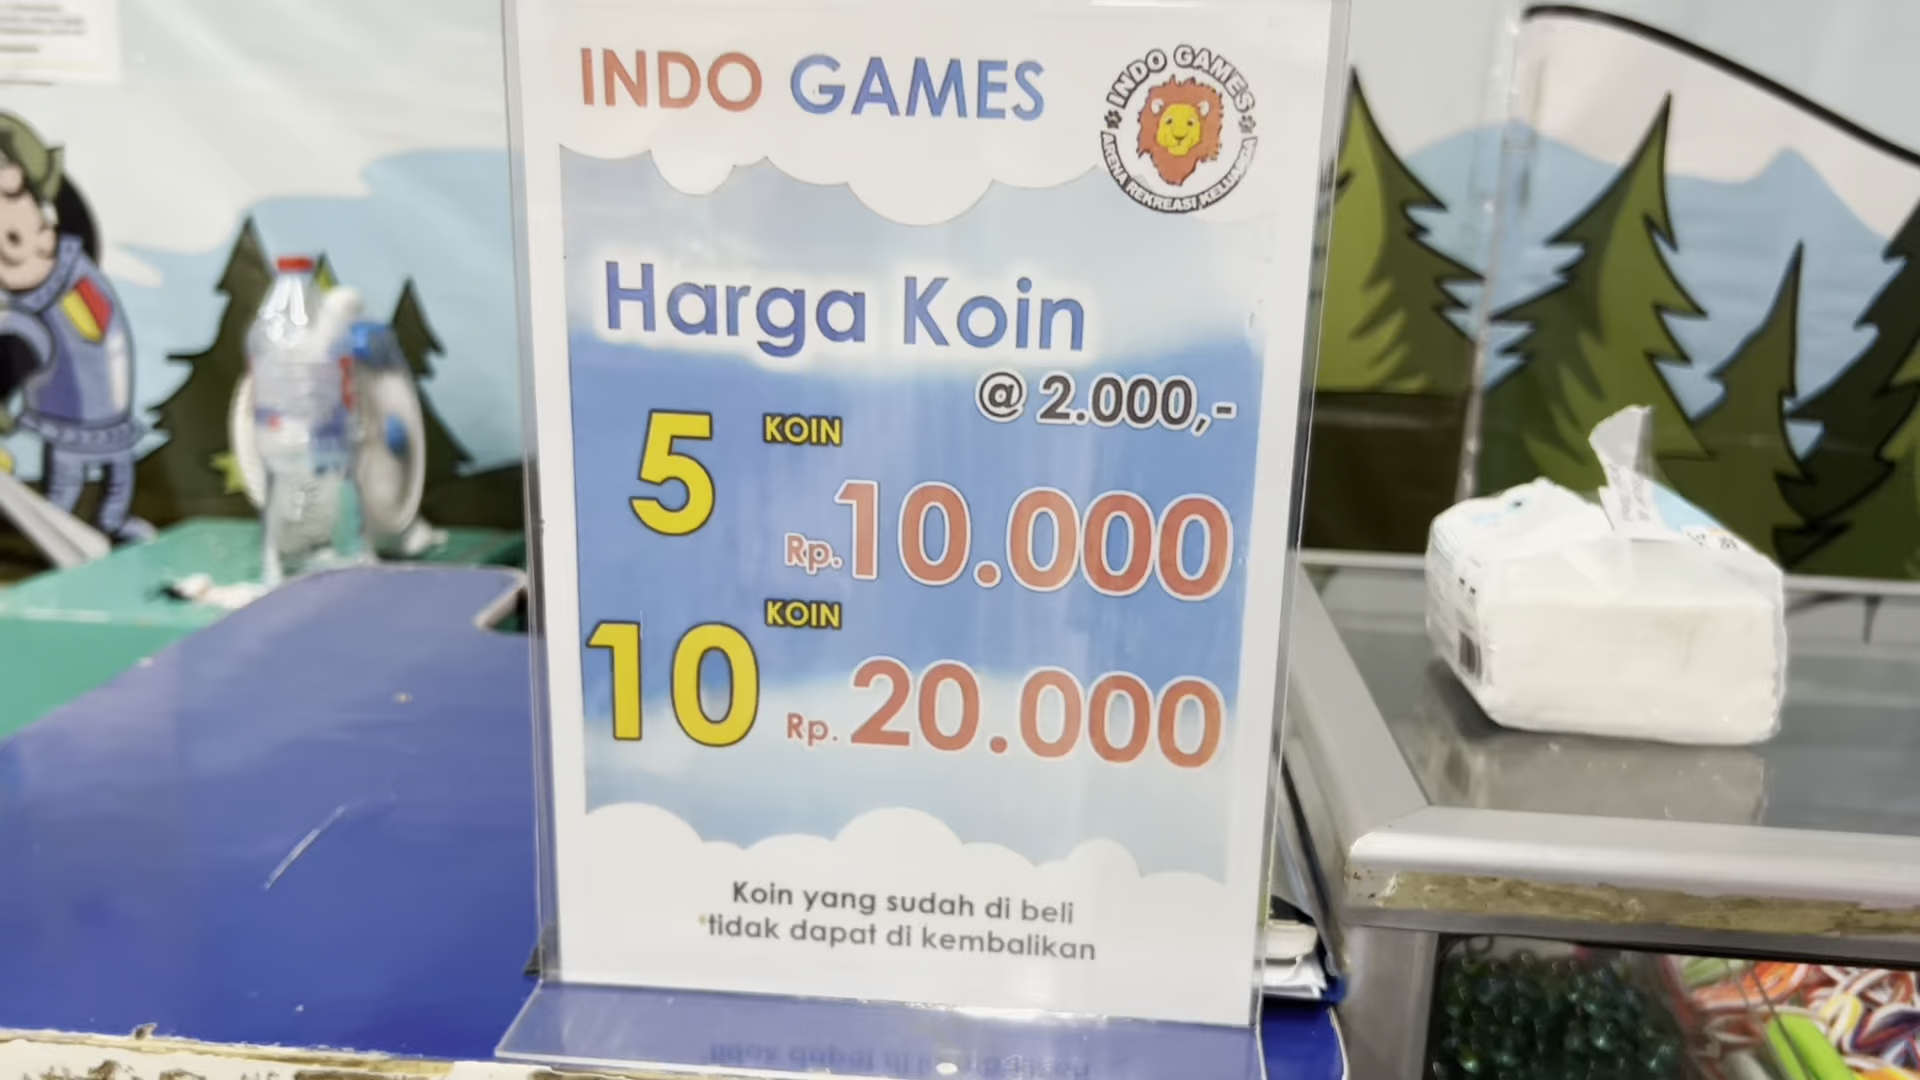 INDO GAMES
INDO GAMES
ARENA REKREASI KELUARGA
Harga Koin
@ 2.000,-
5 KOIN
Rp.10.000
10 KOIN
Rp. 20.000
Koin yang sudah di beli
*tidak dapat di kembalikan